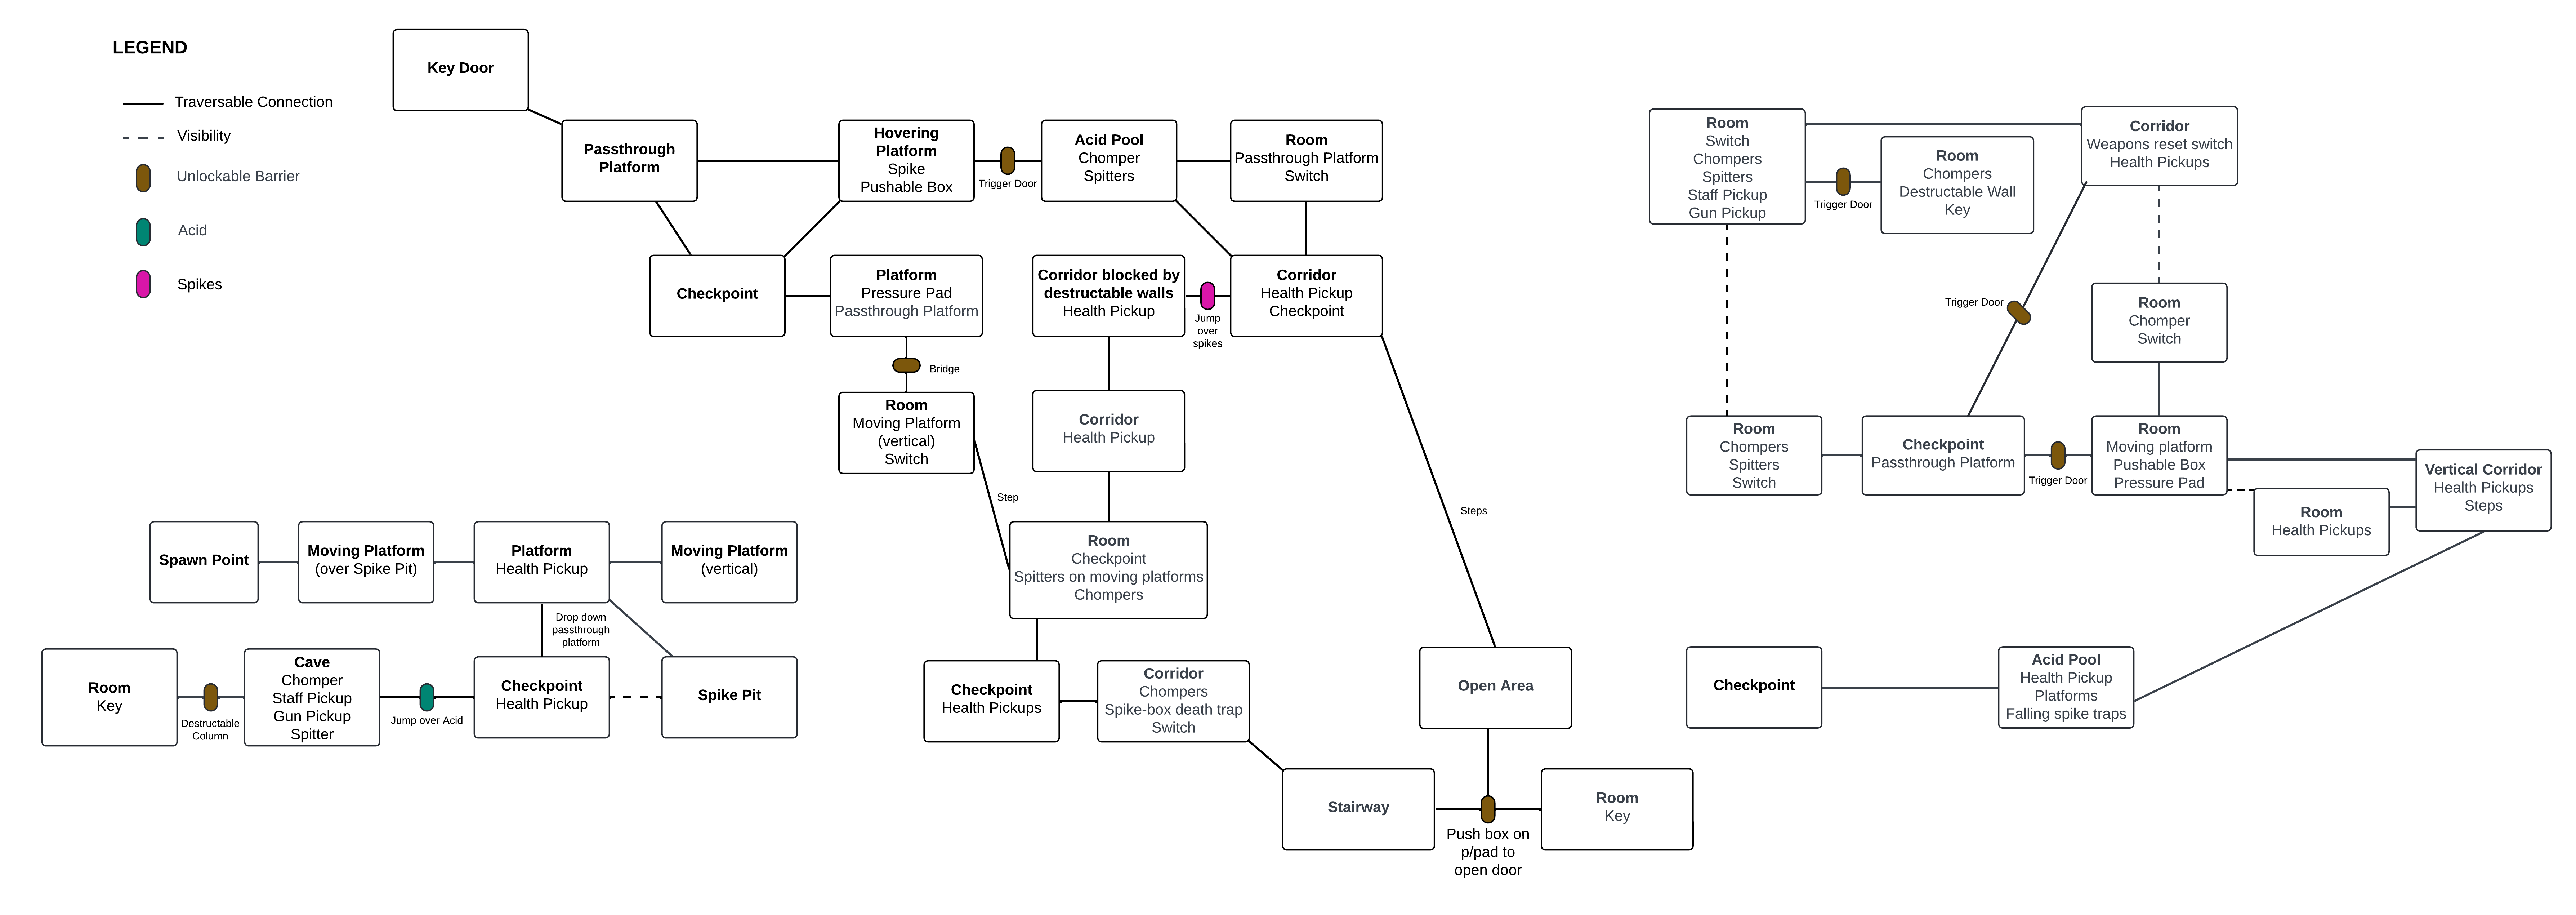 LEGEND
Traversable Connection
Visibility
Unlockable Barrier
Acid
Spikes
Key Door
Passthrough
Platform
Hovering
Platform
Spike
Pushable Box
Trigger Door
Acid Pool
Chomper
Spitters
Room
Passthrough Platform
Switch
Checkpoint
Platform
Pressure Pad
Passthrough Platform
Corridor blocked by
destructable walls
Health Pickup
Jump
over
spikes
Corridor
Health Pickup
Checkpoint
Bridge
Room
Moving Platform
(vertical)
Switch
Corridor
Health Pickup
Step
Steps
Room
Checkpoint
Spitters on moving platforms
Chompers
Spawn Point
Moving Platform
(over Spike Pit)
Platform
Health Pickup
Moving Platform
(vertical)
Drop down
passthrough
platform
Room
Key
Destructable
Column
Cave
Chomper
Staff Pickup
Gun Pickup
Spitter
Jump over Acid
Checkpoint
Health Pickup
Spike Pit
Checkpoint
Health Pickups
Corridor
Chompers
Spike-box death trap
Switch
Open Area
Stairway
Push box on
p/pad to
open door
Room
Key
Room
Switch
Chompers
Spitters
Staff Pickup
Gun Pickup
Trigger Door
Room
Chompers
Destructable Wall
Key
Corridor
Weapons reset switch
Health Pickups
Trigger Door
Room
Chomper
Switch
Room
Chompers
Spitters
Switch
Checkpoint
Passthrough Platform
Trigger Door
Room
Moving platform
Pushable Box
Pressure Pad
Vertical Corridor
Health Pickups
Steps
Room
Health Pickups
Checkpoint
Acid Pool
Health Pickup
Platforms
Falling spike traps